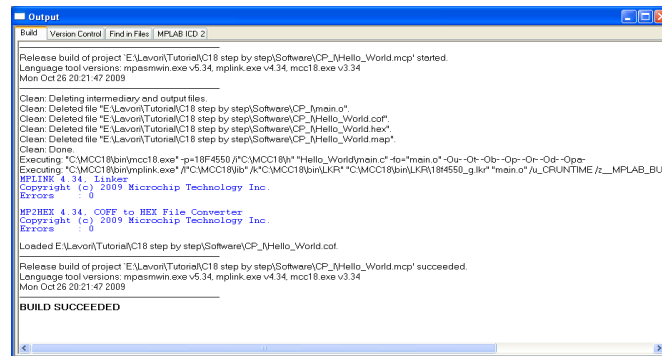 Output
Build Version Control Find in Files MPLAB ICD 2
Release build of project `E:\Lavori\Tutorial\C18 step by step\Software\CP_I\Hello_World.mcp' started.
Language tool versions: mpasmwin.exe v5.34, mplink.exe v4.34, mcc18.exe v3.34
Mon Oct 26 20:21:47 2009
Clean: Deleting intermediary and output files.
Clean: Deleted file "E:\Lavori\Tutorial\C18 step by step\Software\CP_I\main.o".
Clean: Deleted file "E:\Lavori\Tutorial\C18 step by step\Software\CP_I\Hello_World.cof".
Clean: Deleted file "E:\Lavori\Tutorial\C18 step by step\Software\CP_I\Hello_World.hex".
Clean: Deleted file "E:\Lavori\Tutorial\C18 step by step\Software\CP_I\Hello_World.map".
Clean: Done.
Executing: "C:\MCC18\bin\mcc18.exe" -p=18F4550 /i"C:\MCC18\h" "Hello_World\main.c" -fo="main.o" -Ou- -Ot- -Ob- -Op- -Or- -Od- -Opa-
Executing: "C:\MCC18\bin\mplink.exe" /l"C:\MCC18\lib" /k"C:\MCC18\bin\LKR" "C:\MCC18\bin\LKR\18f4550_g.lkr" "main.o" /u_CRUNTIME /z__MPLAB_BU
MPLINK 4.34, Linker
Copyright (c) 2009 Microchip Technology Inc.
Errors : 0
MP2HEX 4.34, COFF to HEX File Converter
Copyright (c) 2009 Microchip Technology Inc.
Errors : 0
Loaded E:\Lavori\Tutorial\C18 step by step\Software\CP_I\Hello_World.cof.
Release build of project `E:\Lavori\Tutorial\C18 step by step\Software\CP_I\Hello_World.mcp' succeeded.
Language tool versions: mpasmwin.exe v5.34, mplink.exe v4.34, mcc18.exe v3.34
Mon Oct 26 20:21:47 2009
BUILD SUCCEEDED